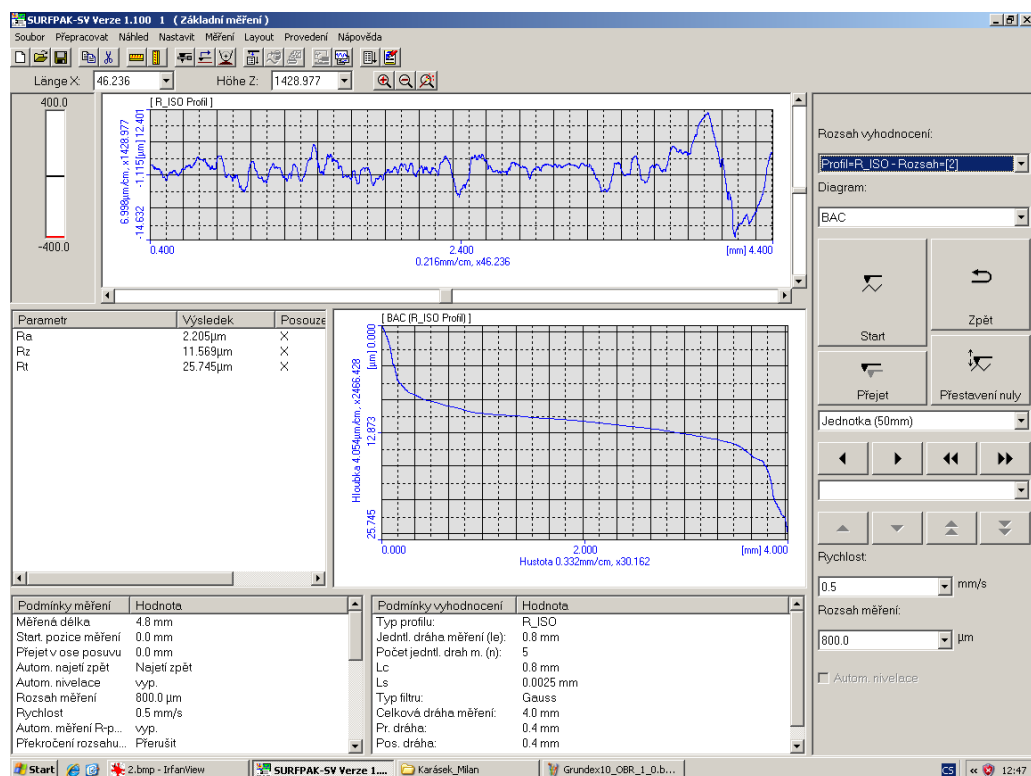 SURFPAK-SV Verze 1.100   1   ( Základní měření )
Soubor Přepracovat Náhled Nastavit Měření Layout Provedení Nápověda
Länge X: 46.236 Höhe Z: 1428.977
400.0
-400.0
[ R_ISO Profil ]
6.998µm/cm, x1428.977
-14.632 -1.1115[µm] 12.401
0.400 2.400 [mm] 4.400
0.216mm/cm, x46.236
Rozsah vyhodnocení:
Profil=R_ISO - Rozsah=[2]
Diagram:
BAC
Start
Zpět
Přejet
Přestavení nuly
Jednotka (50mm)
Rychlost:
0.5 mm/s
Rozsah měření:
800.0 µm
Autom. nivelace
Parametr Výsledek Posouze
Ra 2.205µm X
Rz 11.569µm X
Rt 25.745µm X
[ BAC (R_ISO Profil) ]
Hloubka 4.054µm/cm, x2466.428
25.745 12.873 [µm] 0.000
0.000 2.000 [mm] 4.000
Hustota 0.332mm/cm, x30.162
Podmínky měření Hodnota
Měřená délka 4.8 mm
Start. pozice měření 0.0 mm
Přejet v ose posuvu 0.0 mm
Autom. najetí zpět Najetí zpět
Autom. nivelace vyp.
Rozsah měření 800.0 µm
Rychlost 0.5 mm/s
Autom. měření R-p... vyp.
Překročení rozsahu... Přerušit
Podmínky vyhodnocení Hodnota
Typ profilu: R_ISO
Jedntl. dráha měření (le): 0.8 mm
Počet jedntl. drah m. (n): 5
Lc 0.8 mm
Ls 0.0025 mm
Typ filtru: Gauss
Celková dráha měření: 4.0 mm
Pr. dráha: 0.4 mm
Pos. dráha: 0.4 mm
Start 2.bmp - IrfanView SURFPAK-SV Verze 1.... Karásek_Milan Grundex10_OBR_1_0.b... CS « 12:47